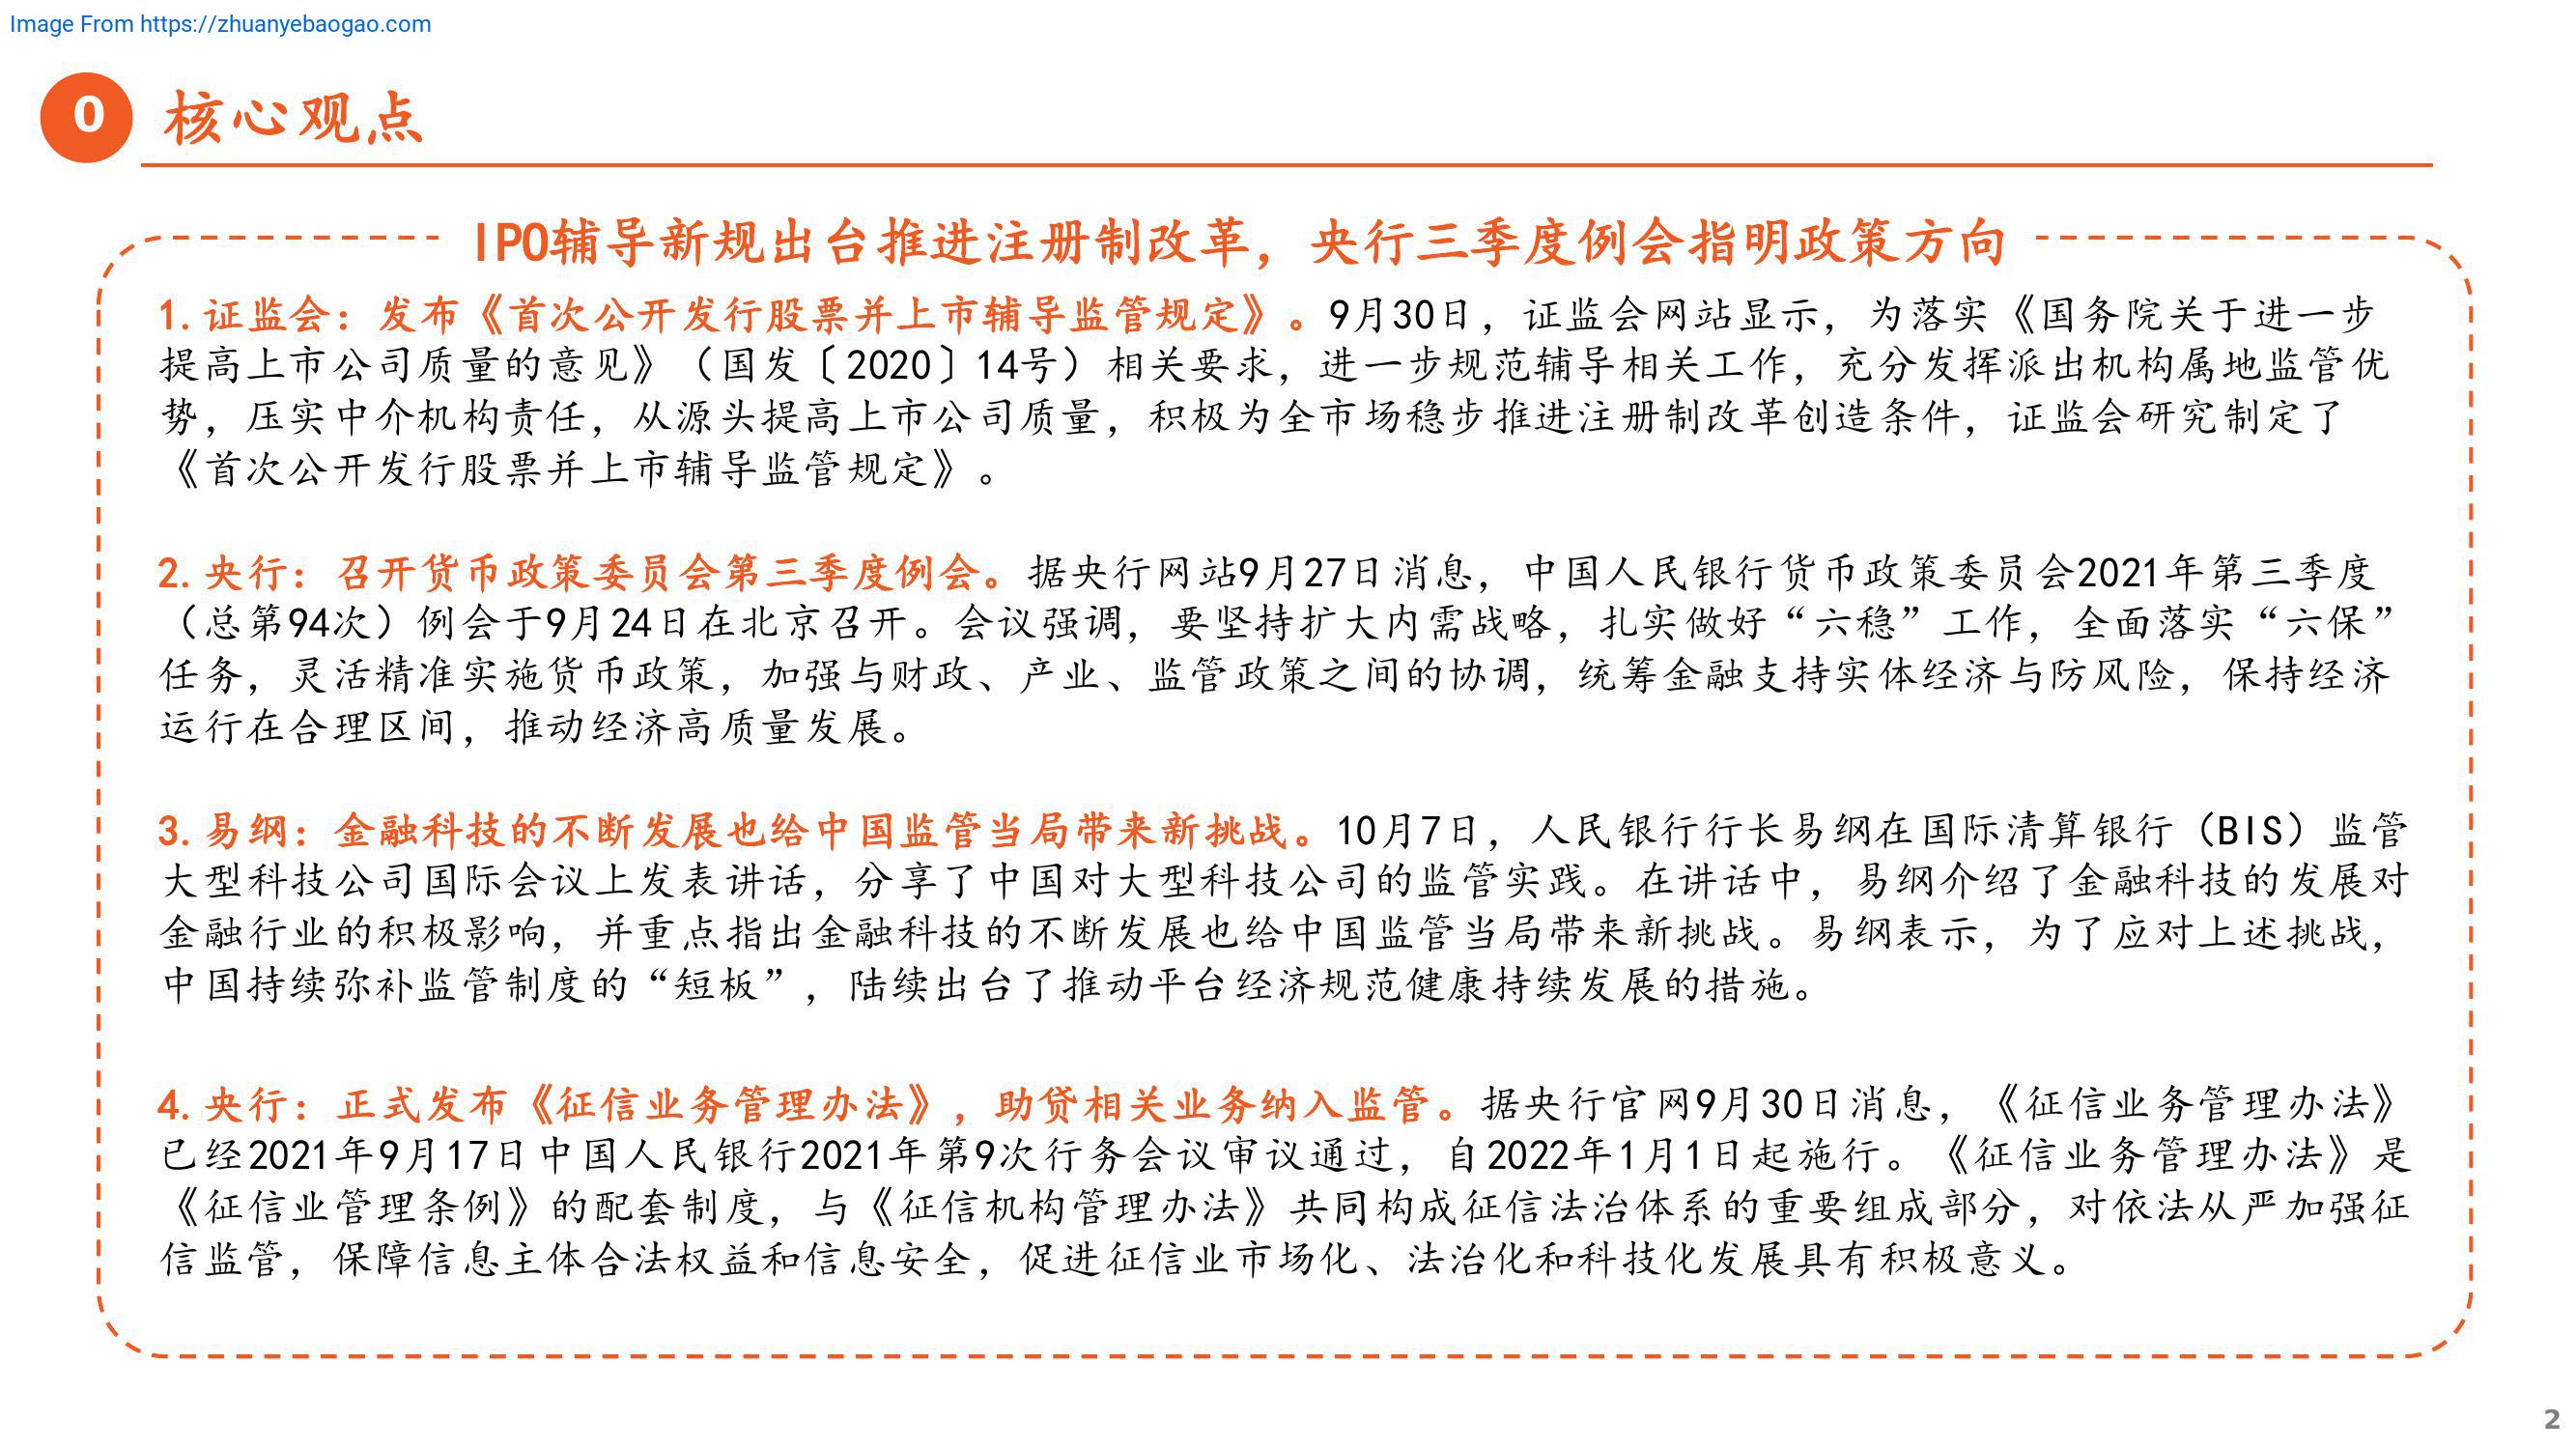 Image From https://zhuanyebaogao.com
0 核心观点
IPO辅导新规出台推进注册制改革，央行三季度例会指明政策方向
1. 证监会：发布《首次公开发行股票并上市辅导监管规定》。9月30日，证监会网站显示，为落实《国务院关于进一步
提高上市公司质量的意见》（国发〔2020〕14号）相关要求，进一步规范辅导相关工作，充分发挥派出机构属地监管优
势，压实中介机构责任，从源头提高上市公司质量，积极为全市场稳步推进注册制改革创造条件，证监会研究制定了
《首次公开发行股票并上市辅导监管规定》。
2. 央行：召开货币政策委员会第三季度例会。据央行网站9月27日消息，中国人民银行货币政策委员会2021年第三季度
（总第94次）例会于9月24日在北京召开。会议强调，要坚持扩大内需战略，扎实做好“六稳”工作，全面落实“六保”
任务，灵活精准实施货币政策，加强与财政、产业、监管政策之间的协调，统筹金融支持实体经济与防风险，保持经济
运行在合理区间，推动经济高质量发展。
3. 易纲：金融科技的不断发展也给中国监管当局带来新挑战。10月7日，人民银行行长易纲在国际清算银行（BIS）监管
大型科技公司国际会议上发表讲话，分享了中国对大型科技公司的监管实践。在讲话中，易纲介绍了金融科技的发展对
金融行业的积极影响，并重点指出金融科技的不断发展也给中国监管当局带来新挑战。易纲表示，为了应对上述挑战，
中国持续弥补监管制度的“短板”，陆续出台了推动平台经济规范健康持续发展的措施。
4. 央行：正式发布《征信业务管理办法》，助贷相关业务纳入监管。据央行官网9月30日消息，《征信业务管理办法》
已经2021年9月17日中国人民银行2021年第9次行务会议审议通过，自2022年1月1日起施行。《征信业务管理办法》是
《征信业管理条例》的配套制度，与《征信机构管理办法》共同构成征信法治体系的重要组成部分，对依法从严加强征
信监管，保障信息主体合法权益和信息安全，促进征信业市场化、法治化和科技化发展具有积极意义。
2